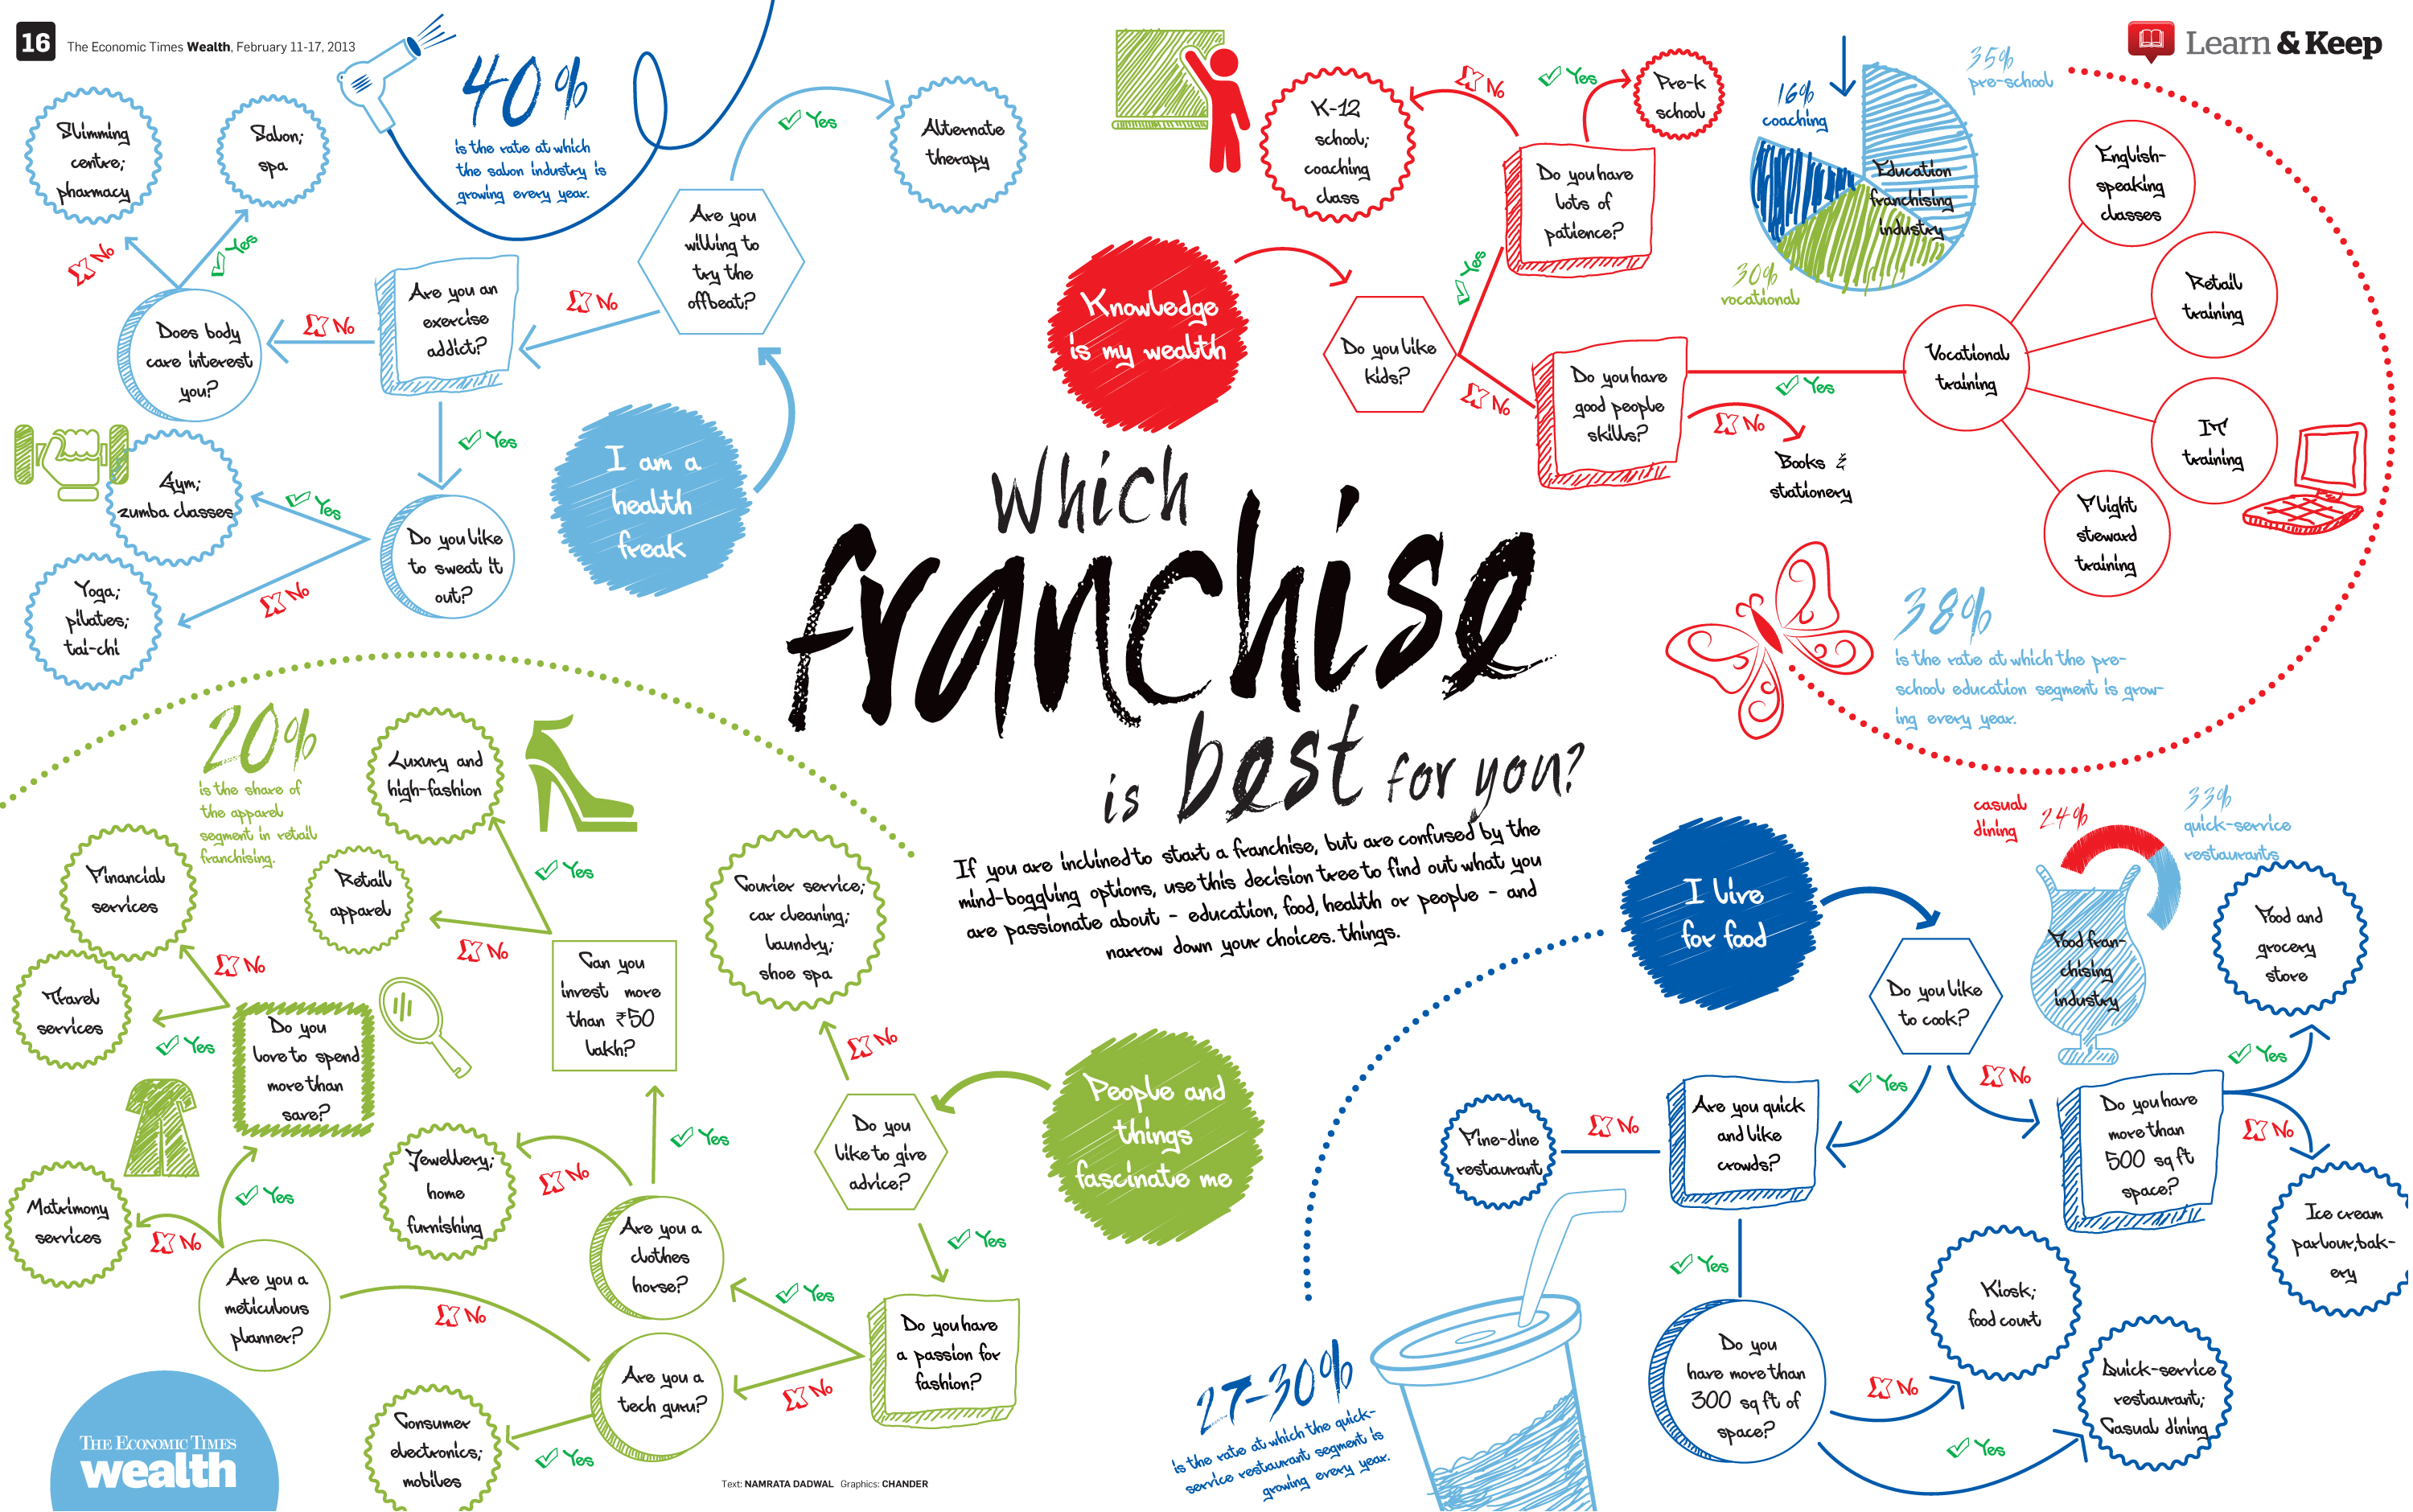 16
The Economic Times Wealth, February 11-17, 2013
Learn & Keep
Which
franchise
is best for you?
If you are inclined to start a franchise, but are confused by the
mind-boggling options, use this decision tree to find out what you
are passionate about – education, food, health or people – and
narrow down your choices. things.
I am a
health
freak
Are you
willing to
try the
offbeat?
Yes
Alternate
therapy
No
Are you an
exercise
addict?
No
Does body
care interest
you?
No
Slimming
centre;
pharmacy
Yes
Salon;
spa
Yes
Do you like
to sweat it
out?
Yes
Gym;
zumba classes
No
Yoga;
pilates;
tai-chi
40%
is the rate at which
the salon industry is
growing every year.
Knowledge
is my wealth
Do you like
kids?
Yes
Do you have
lots of
patience?
No
K-12
school;
coaching
class
Yes
Pre-k
school
No
Do you have
good people
skills?
Yes
Vocational
training
English-
speaking
classes
Retail
training
IT
training
Flight
steward
training
No
Books &
stationery
16%
coaching
35%
pre-school
30%
vocational
Education
franchising
industry
38%
is the rate at which the pre-
school education segment is grow-
ing every year.
People and
things
fascinate me
Do you
like to give
advice?
No
Courier service;
car cleaning;
laundry;
shoe spa
Yes
Do you have
a passion for
fashion?
Yes
Are you a
clothes
horse?
Yes
Can you
invest more
than ₹50
lakh?
Yes
Luxury and
high-fashion
No
Retail
apparel
No
Jewellery;
home
furnishing
No
Are you a
tech guru?
Yes
Consumer
electronics;
mobiles
No
Are you a
meticulous
planner?
No
Matrimony
services
Yes
Do you
love to spend
more than
save?
No
Financial
services
Yes
Travel
services
20%
is the share of
the apparel
segment in retail
franchising.
I live
for food
Do you like
to cook?
Yes
Are you quick
and like
crowds?
No
Fine-dine
restaurant
Yes
Do you
have more than
300 sq ft of
space?
No
Kiosk;
food court
Yes
Quick-service
restaurant;
Casual dining
No
Do you have
more than
500 sq ft
space?
Yes
Food and
grocery
store
No
Ice cream
parlour,bak-
ery
casual
dining
24%
33%
quick-service
restaurants
Food fran-
chising
industry
27-30%
is the rate at which the quick-
service restaurant segment is
growing every year.
THE ECONOMIC TIMES
wealth
Text: NAMRATA DADWAL Graphics: CHANDER